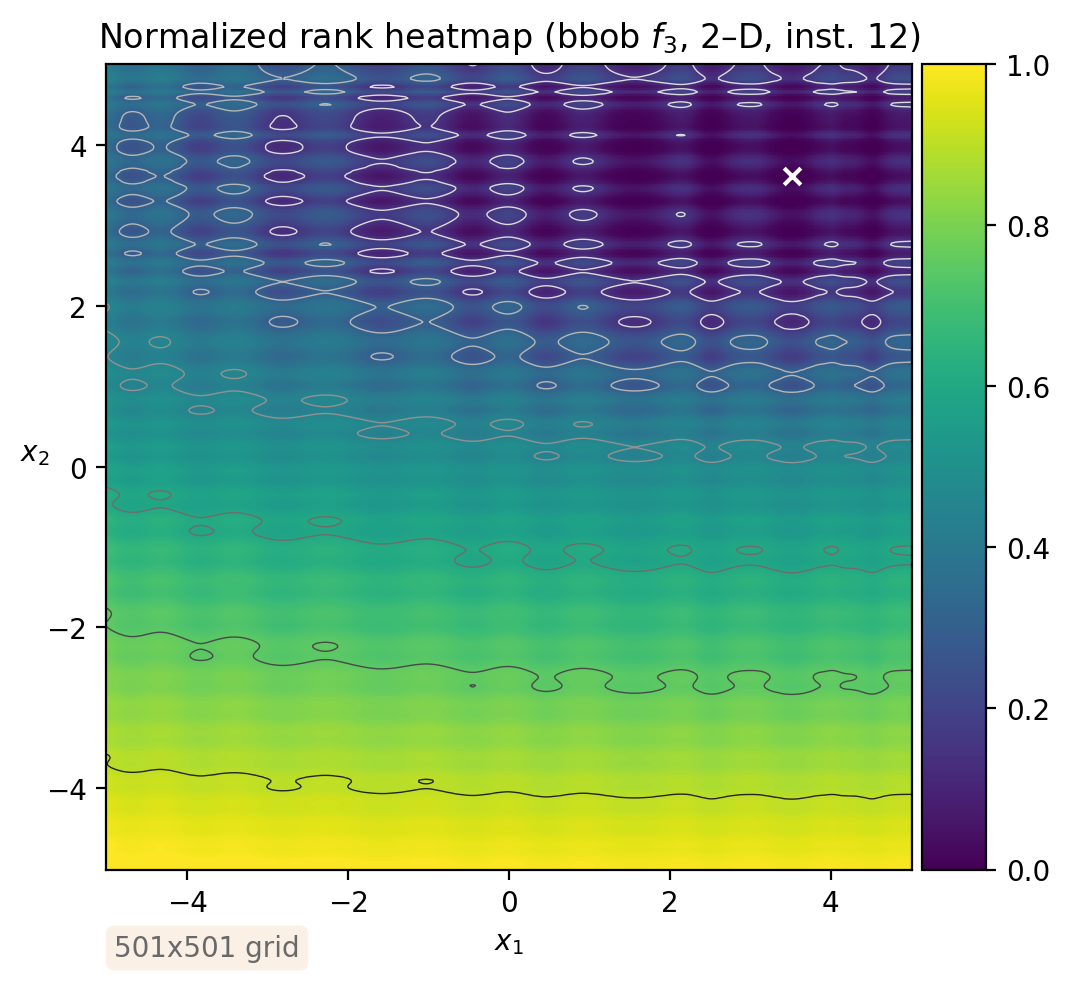 Normalized rank heatmap (bbob f₃, 2–D, inst. 12)
1.0
0.8
0.6
0.4
0.2
0.0
4
2
0
−2
−4
x₂
−4 −2 0 2 4
x₁
501x501 grid